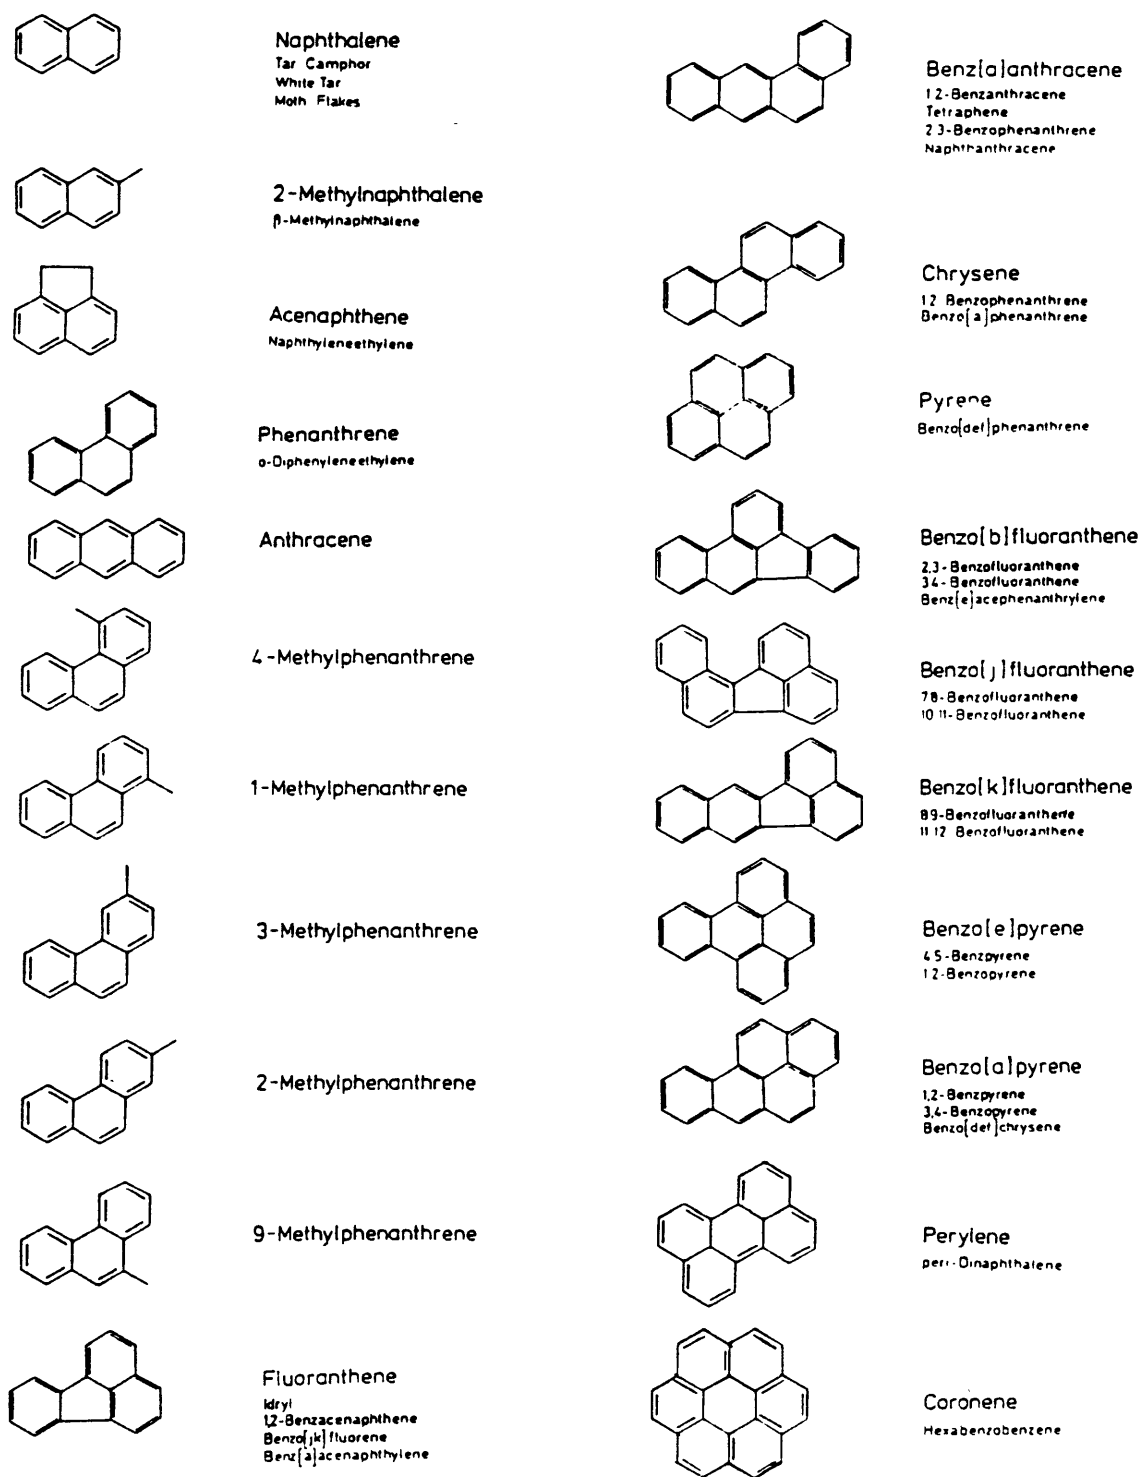 Naphthalene
Tar Camphor
White Tar
Moth Flakes
2-Methylnaphthalene
β-Methylnaphthalene
Acenaphthene
Naphthyleneethylene
Phenanthrene
o-Diphenyleneethylene
Anthracene
4-Methylphenanthrene
1-Methylphenanthrene
3-Methylphenanthrene
2-Methylphenanthrene
9-Methylphenanthrene
Fluoranthene
Idryl
1,2-Benzacenaphthene
Benzo[jk]fluorene
Benz[a]acenaphthylene
Benz[a]anthracene
1 2-Benzanthracene
Tetraphene
2 3-Benzophenanthrene
Naphthanthracene
Chrysene
1 2 Benzophenanthrene
Benzo[a]phenanthrene
Pyrene
Benzo[def]phenanthrene
Benzo[b]fluoranthene
2,3-Benzofluoranthene
3 4-Benzofluoranthene
Benz[e]acephenanthrylene
Benzo[j]fluoranthene
7 8-Benzofluoranthene
10 11-Benzofluoranthene
Benzo[k]fluoranthene
8 9-Benzofluoranthene
11 12 Benzofluoranthene
Benzo[e]pyrene
4 5-Benzpyrene
1 2-Benzopyrene
Benzo[a]pyrene
1,2-Benzpyrene
3,4-Benzopyrene
Benzo[def]chrysene
Perylene
peri-Dinaphthalene
Coronene
Hexabenzobenzene